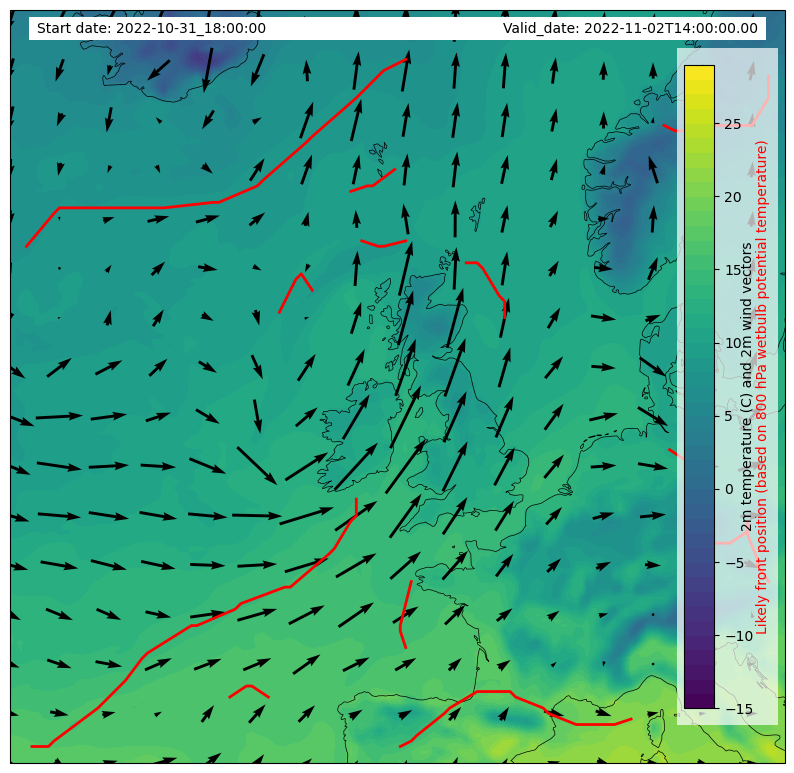 Start date: 2022-10-31_18:00:00
Valid_date: 2022-11-02T14:00:00.00
25
20
15
10
5
0
−5
−10
−15
2m temperature (C) and 2m wind vectors
Likely front position (based on 800 hPa wetbulb potential temperature)